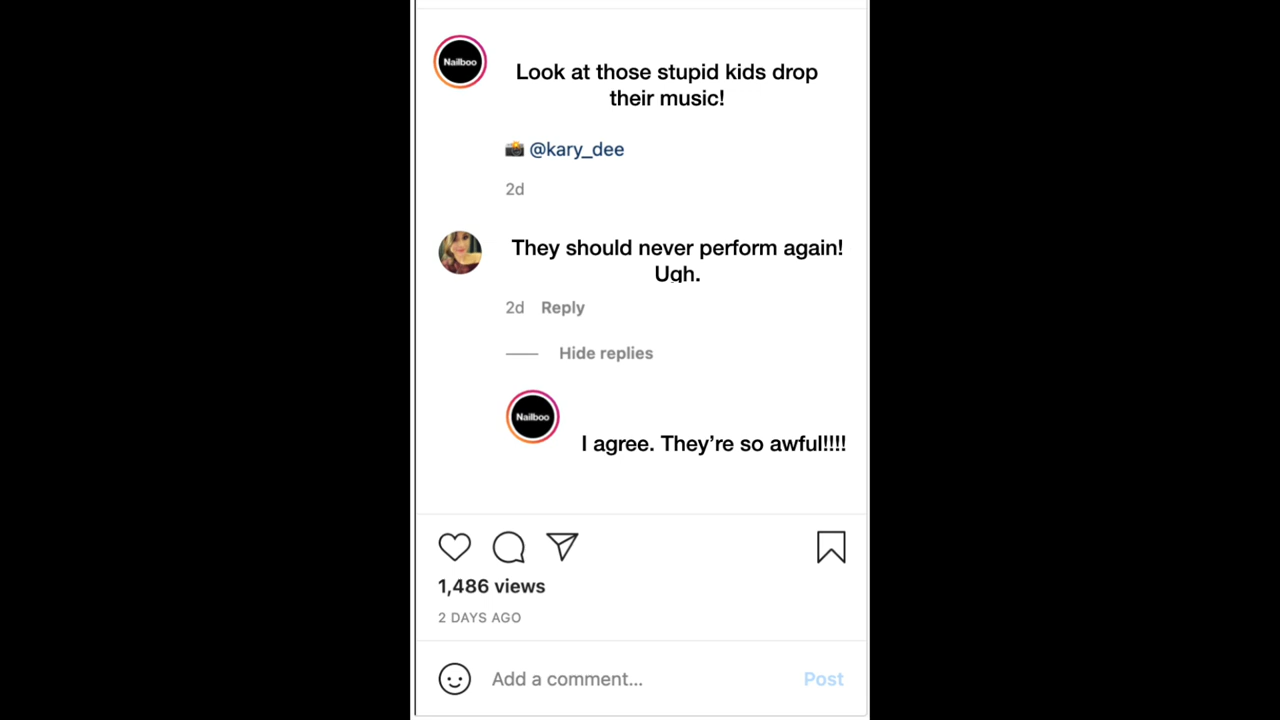 Nailboo
Look at those stupid kids drop
their music!
📸 @kary_dee
2d
They should never perform again!
Ugh.
2d Reply
Hide replies
Nailboo
I agree. They’re so awful!!!!
1,486 views
2 DAYS AGO
Add a comment... Post